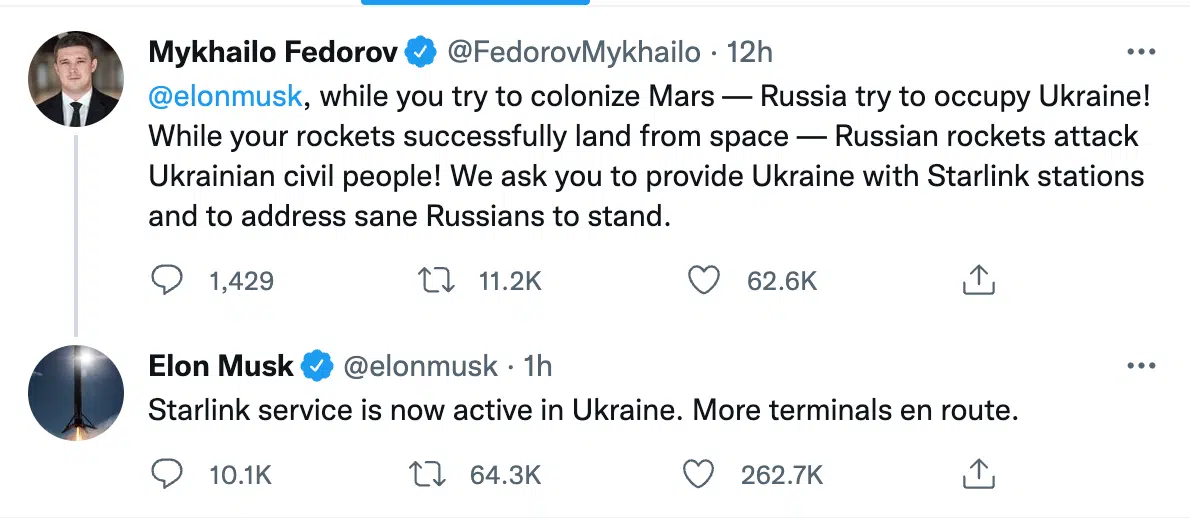 Mykhailo Fedorov @FedorovMykhailo · 12h
@elonmusk, while you try to colonize Mars — Russia try to occupy Ukraine!
While your rockets successfully land from space — Russian rockets attack
Ukrainian civil people! We ask you to provide Ukraine with Starlink stations
and to address sane Russians to stand.
1,429 11.2K 62.6K
Elon Musk @elonmusk · 1h
Starlink service is now active in Ukraine. More terminals en route.
10.1K 64.3K 262.7K